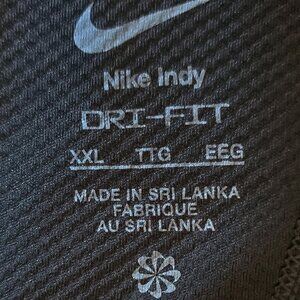 Nike Indy
DRI-FIT
XXL TTG EEG
MADE IN SRI LANKA
FABRIQUE
AU SRI LANKA